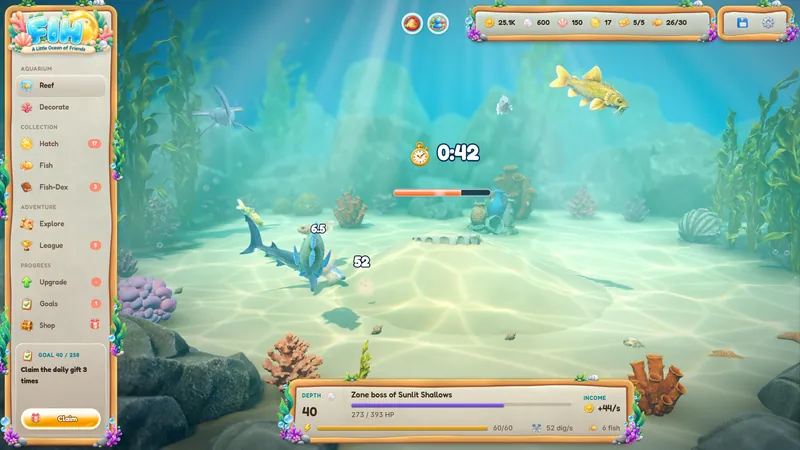 FIW
A Little Ocean of Friends
25.1K 600 150 17 5/5 26/30
AQUARIUM
Reef
Decorate
COLLECTION
Hatch 17
Fish
Fish-Dex 3
ADVENTURE
Explore
League
PROGRESS
Upgrade
Goals 1
Shop
GOAL 40 / 258
Claim the daily gift 3
times
Claim
0:42
6.5
52
DEPTH
40
Zone boss of Sunlit Shallows
273 / 393 HP
60/60 52 dig/s 6 fish
INCOME
+44/s